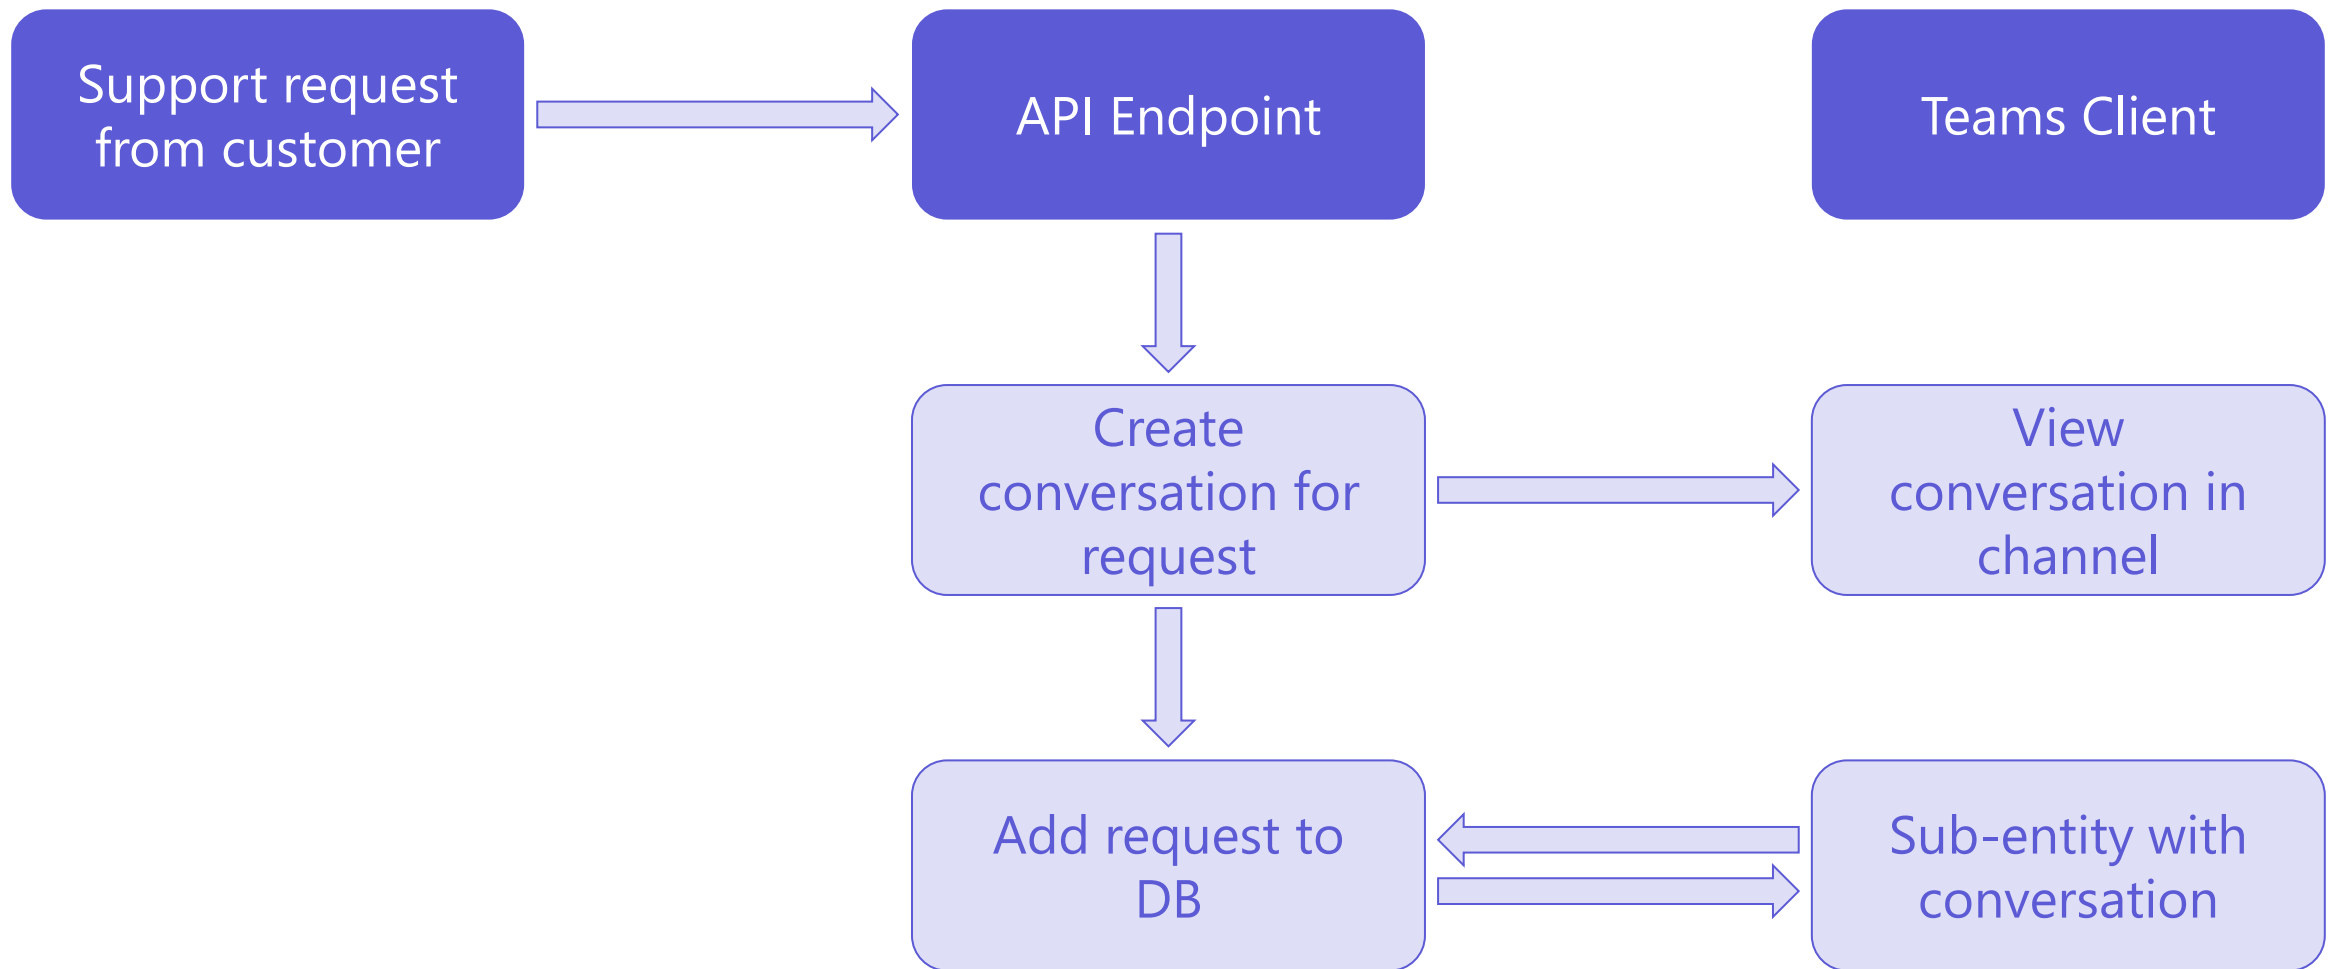 Support request
from customer
API Endpoint
Teams Client
Create
conversation for
request
View
conversation in
channel
Add request to
DB
Sub-entity with
conversation